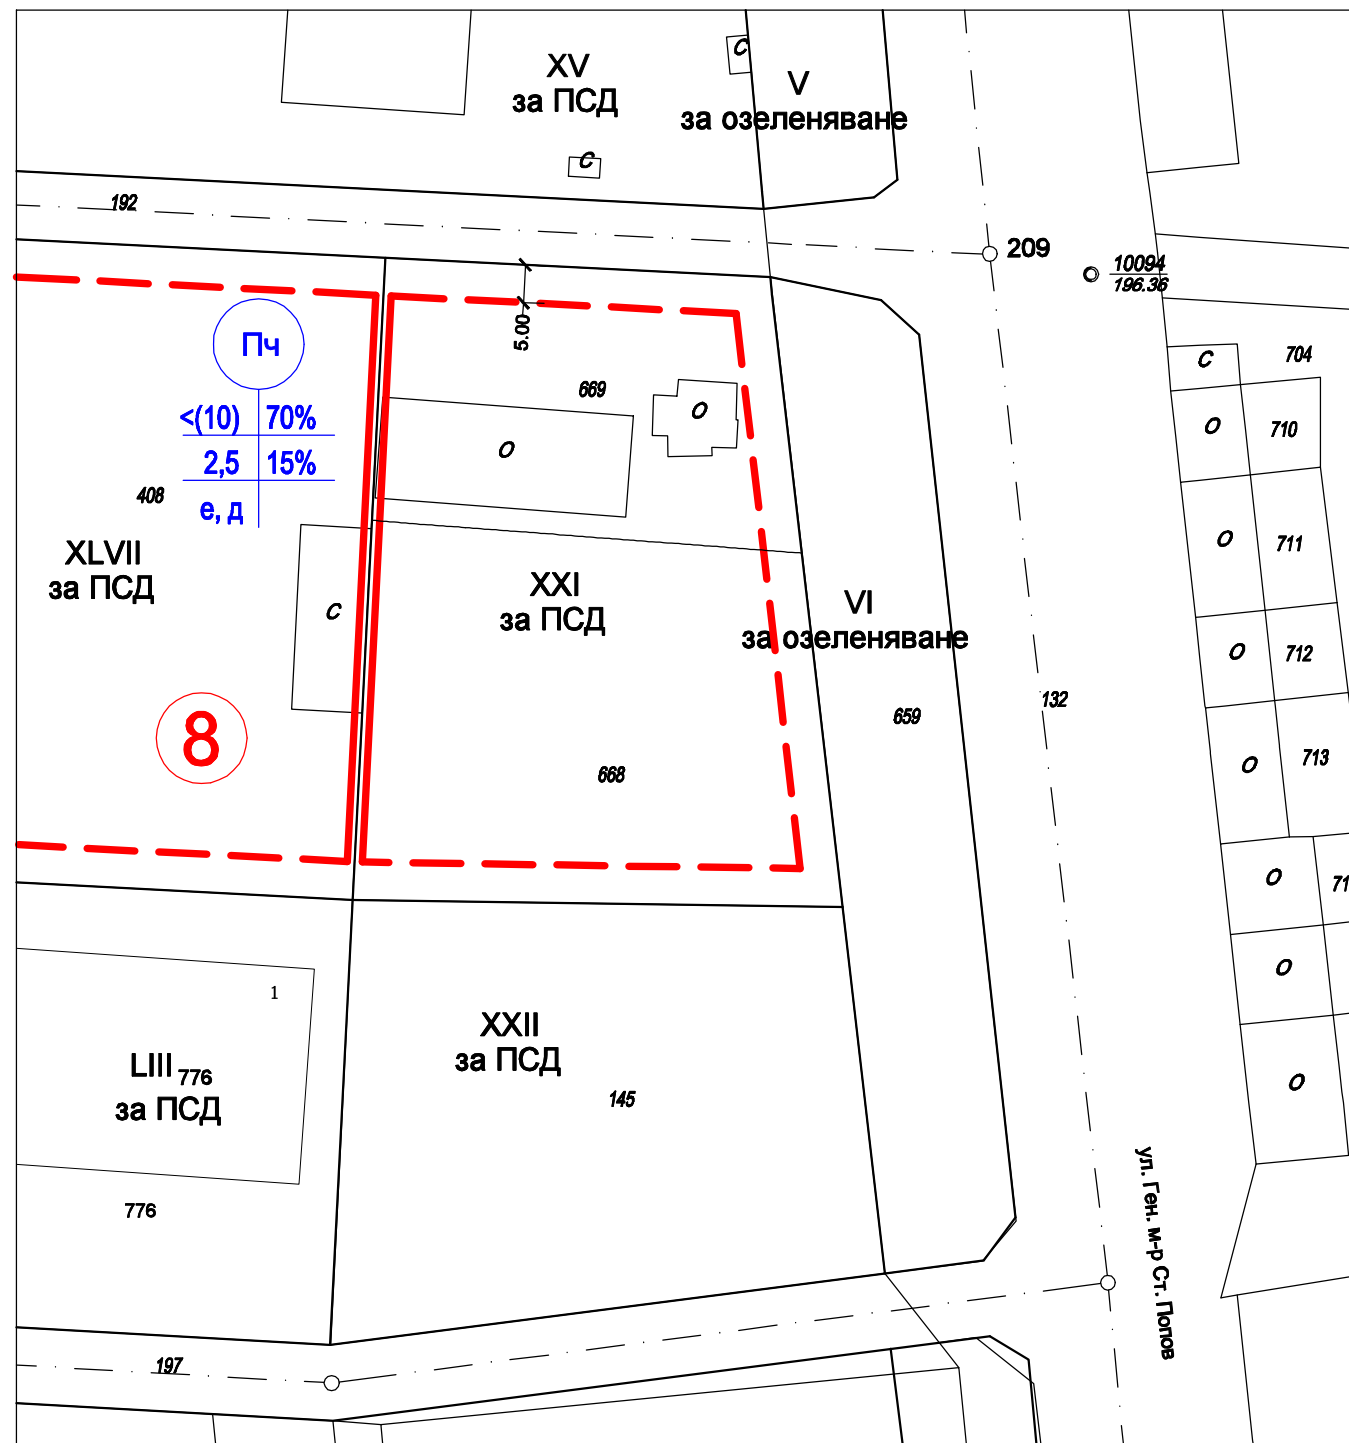 XV
за ПСД
C
V
за озеленяване
C
192
209
10094
196.36
5.00
Пч
<(10) 70%
2,5 15%
е, д
408
XLVII
за ПСД
669
O
O
C
XXI
за ПСД
VI
за озеленяване
8
668
659
132
C
704
O
710
O
711
O
712
O
713
O
71
O
O
1
LIII 776
за ПСД
776
XXII
за ПСД
145
ул. Ген. м-р Ст. Попов
197